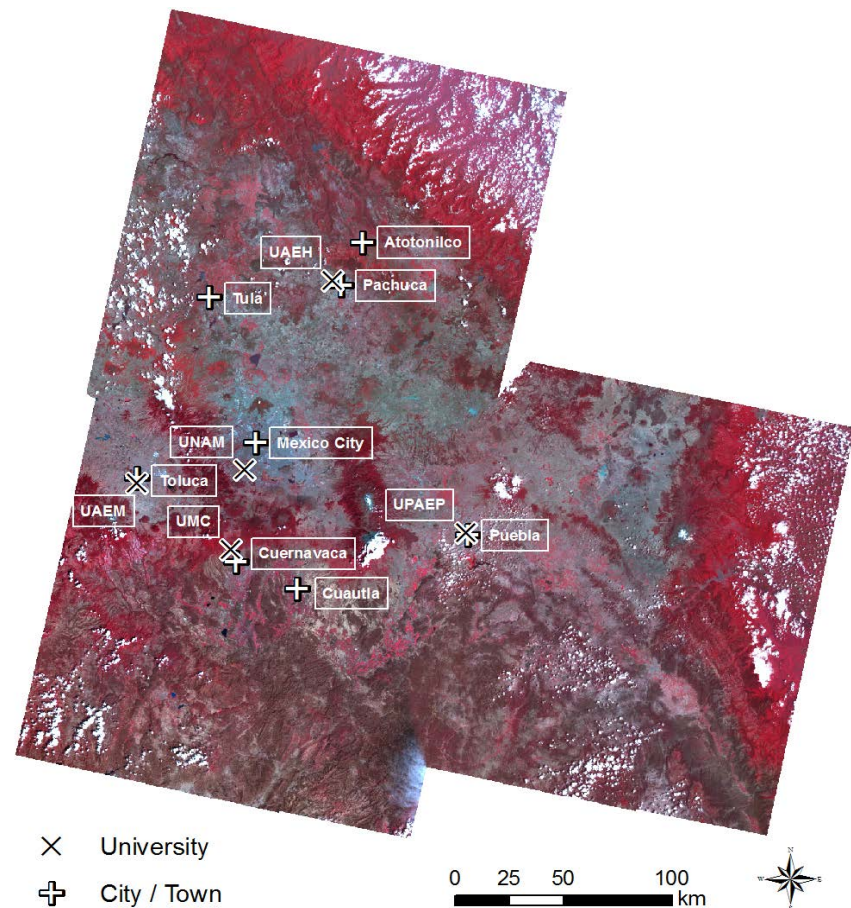 Atotonilco
UAEH
Pachuca
Tula
UNAM
Mexico City
Toluca
UAEM
UPAEP
UMC
Puebla
Cuernavaca
Cuautla
University
City / Town
0 25 50 100
km
N
W E
S